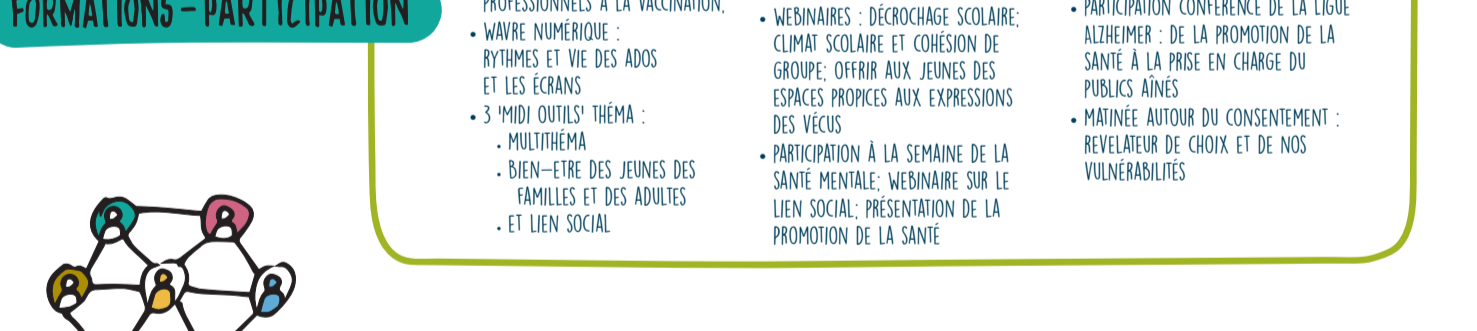 FORMATIONS - PARTICIPATION
PROFESSIONNELS À LA VACCINATION,
• WAVRE NUMÉRIQUE :
RYTHMES ET VIE DES ADOS
ET LES ÉCRANS
• 3 'MIDI OUTILS' THÉMA :
• MULTITHÉMA
• BIEN-ETRE DES JEUNES DES
FAMILLES ET DES ADULTES
• ET LIEN SOCIAL
• WEBINAIRES : DÉCROCHAGE SCOLAIRE;
CLIMAT SCOLAIRE ET COHÉSION DE
GROUPE; OFFRIR AUX JEUNES DES
ESPACES PROPICES AUX EXPRESSIONS
DES VÉCUS
• PARTICIPATION À LA SEMAINE DE LA
SANTÉ MENTALE; WEBINAIRE SUR LE
LIEN SOCIAL; PRÉSENTATION DE LA
PROMOTION DE LA SANTÉ
• PARTICIPATION CONFÉRENCE DE LA LIGUE
ALZHEIMER : DE LA PROMOTION DE LA
SANTÉ À LA PRISE EN CHARGE DU
PUBLICS AÎNÉS
• MATINÉE AUTOUR DU CONSENTEMENT :
REVELATEUR DE CHOIX ET DE NOS
VULNÉRABILITÉS